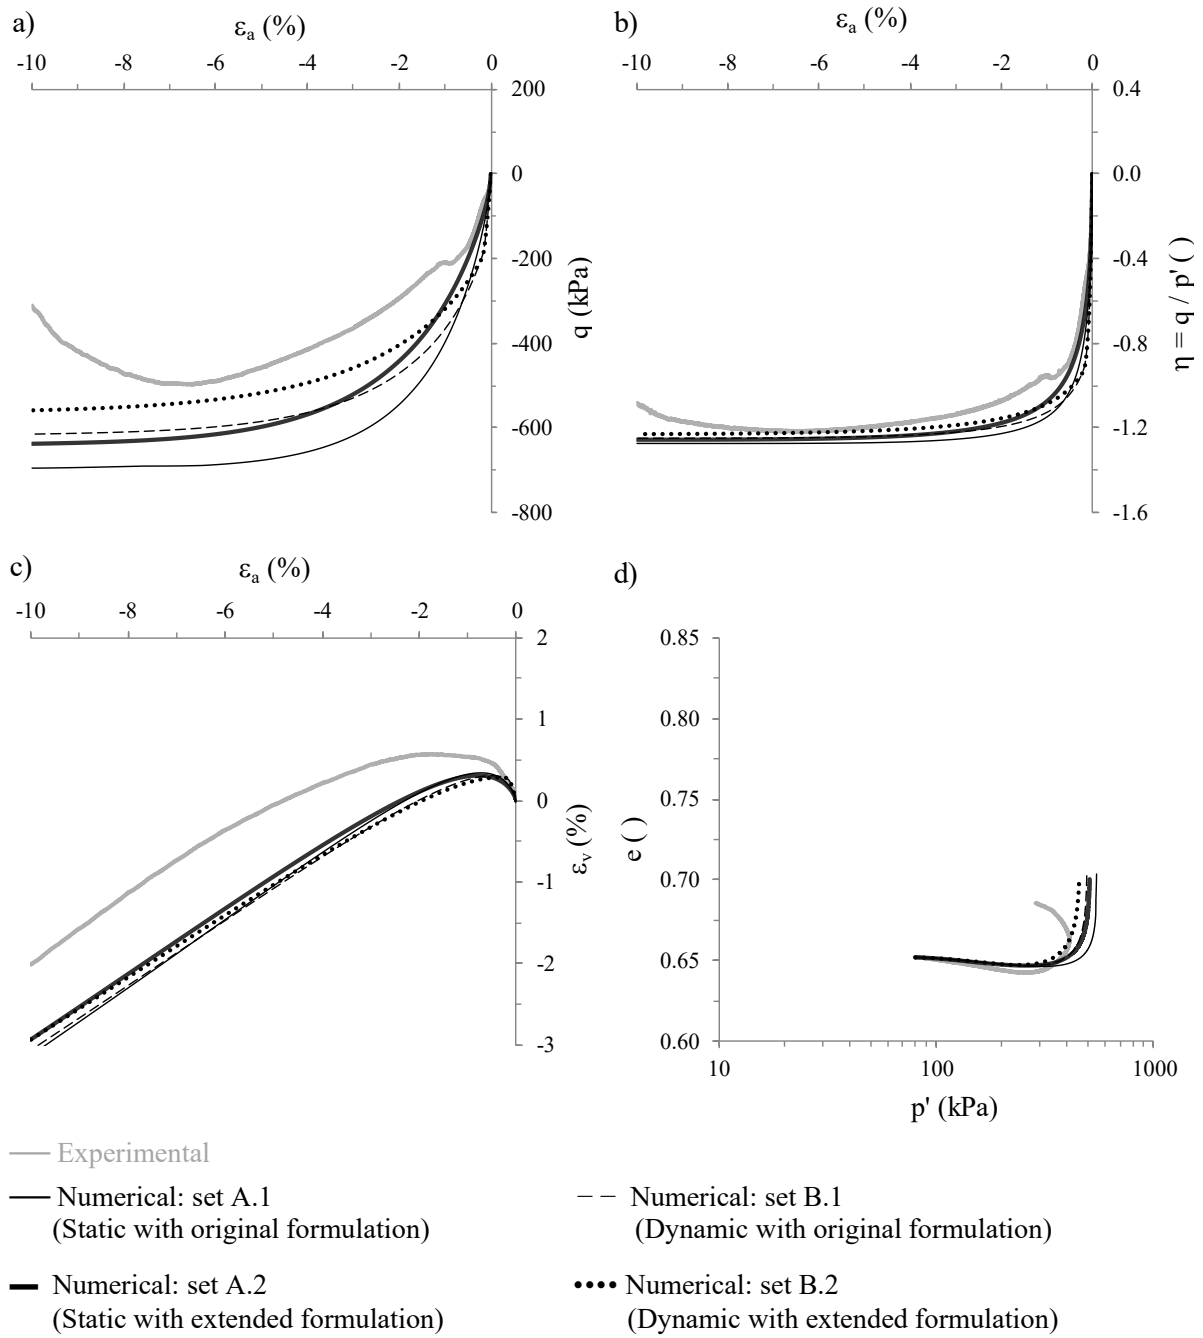 a)
εa (%)
-10 -8 -6 -4 -2 0
200
0
-200
-400
-600
-800
q (kPa)
b)
εa (%)
-10 -8 -6 -4 -2 0
0.4
0.0
-0.4
-0.8
-1.2
-1.6
η = q / p' ( )
c)
εa (%)
-10 -8 -6 -4 -2 0
2
1
0
-1
-2
-3
εv (%)
d)
0.85
0.80
0.75
0.70
0.65
0.60
e ( )
10 100 1000
p' (kPa)
Experimental
Numerical: set A.1
(Static with original formulation)
Numerical: set B.1
(Dynamic with original formulation)
Numerical: set A.2
(Static with extended formulation)
Numerical: set B.2
(Dynamic with extended formulation)